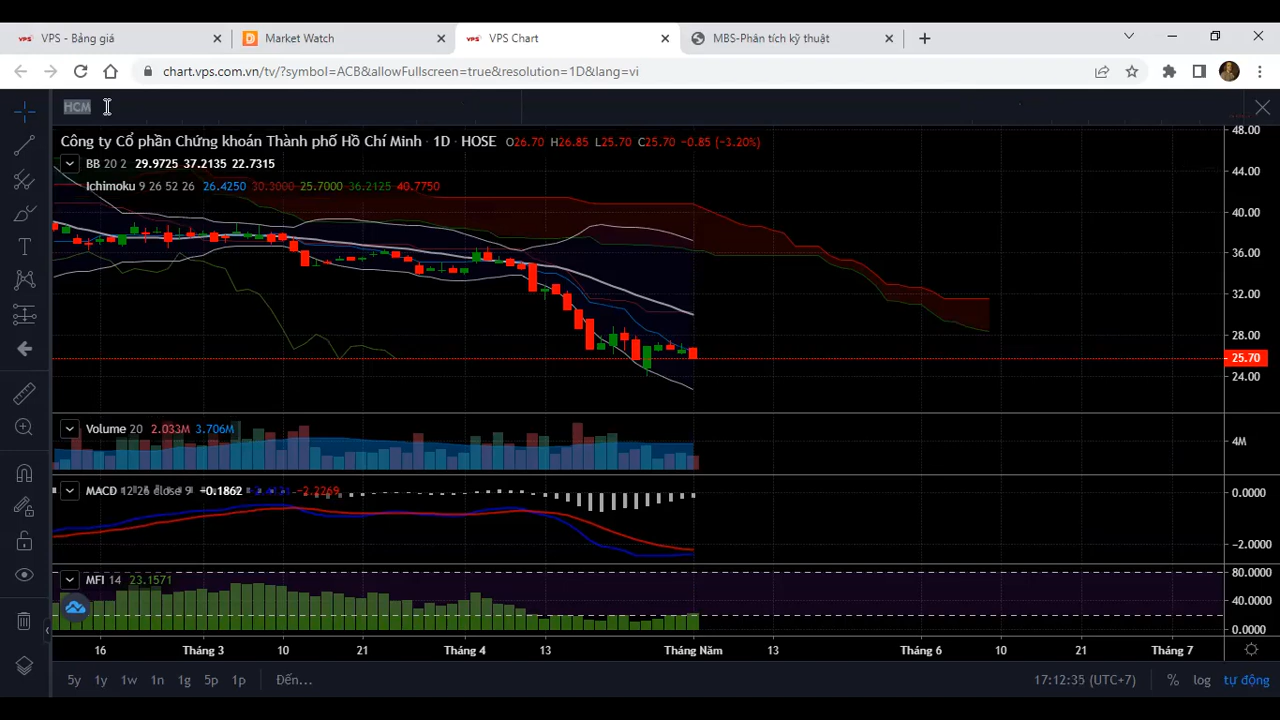 VPS VPS - Bảng giá
Market Watch
VPS VPS Chart
MBS-Phân tích kỹ thuật
chart.vps.com.vn/tv/?symbol=ACB&allowFullscreen=true&resolution=1D&lang=vi
HCM
Công ty Cổ phần Chứng khoán Thành phố Hồ Chí Minh · 1D · HOSE O26.70 H26.85 L25.70 C25.70 −0.85 (−3.20%)
BB 20 2 29.9725 37.2135 22.7315
Ichimoku 9 26 52 26 26.4250 30.3000 25.7000 36.2125 40.7750
48.00
44.00
40.00
36.00
32.00
28.00
25.70
24.00
Volume 20 2.033M 3.706M
4M
MACD 12 26 close 9 −0.1862 −2.2269
0.0000
−2.0000
MFI 14 23.1571
80.0000
40.0000
0.0000
16 Tháng 3 10 21 Tháng 4 13 Tháng Năm 13 Tháng 6 10 21 Tháng 7
5y 1y 1w 1n 1g 5p 1p Đến... 17:12:35 (UTC+7) % log tự động